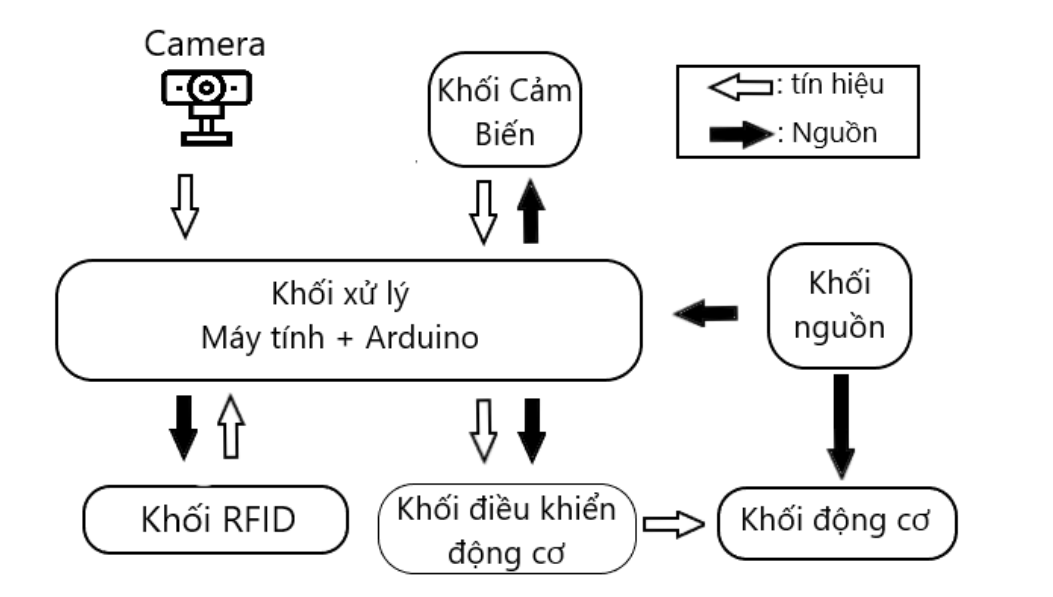 Camera
Khối Cảm
Biến
: tín hiệu
: Nguồn
Khối xử lý
Máy tính + Arduino
Khối
nguồn
Khối RFID
Khối điều khiển
động cơ
Khối động cơ